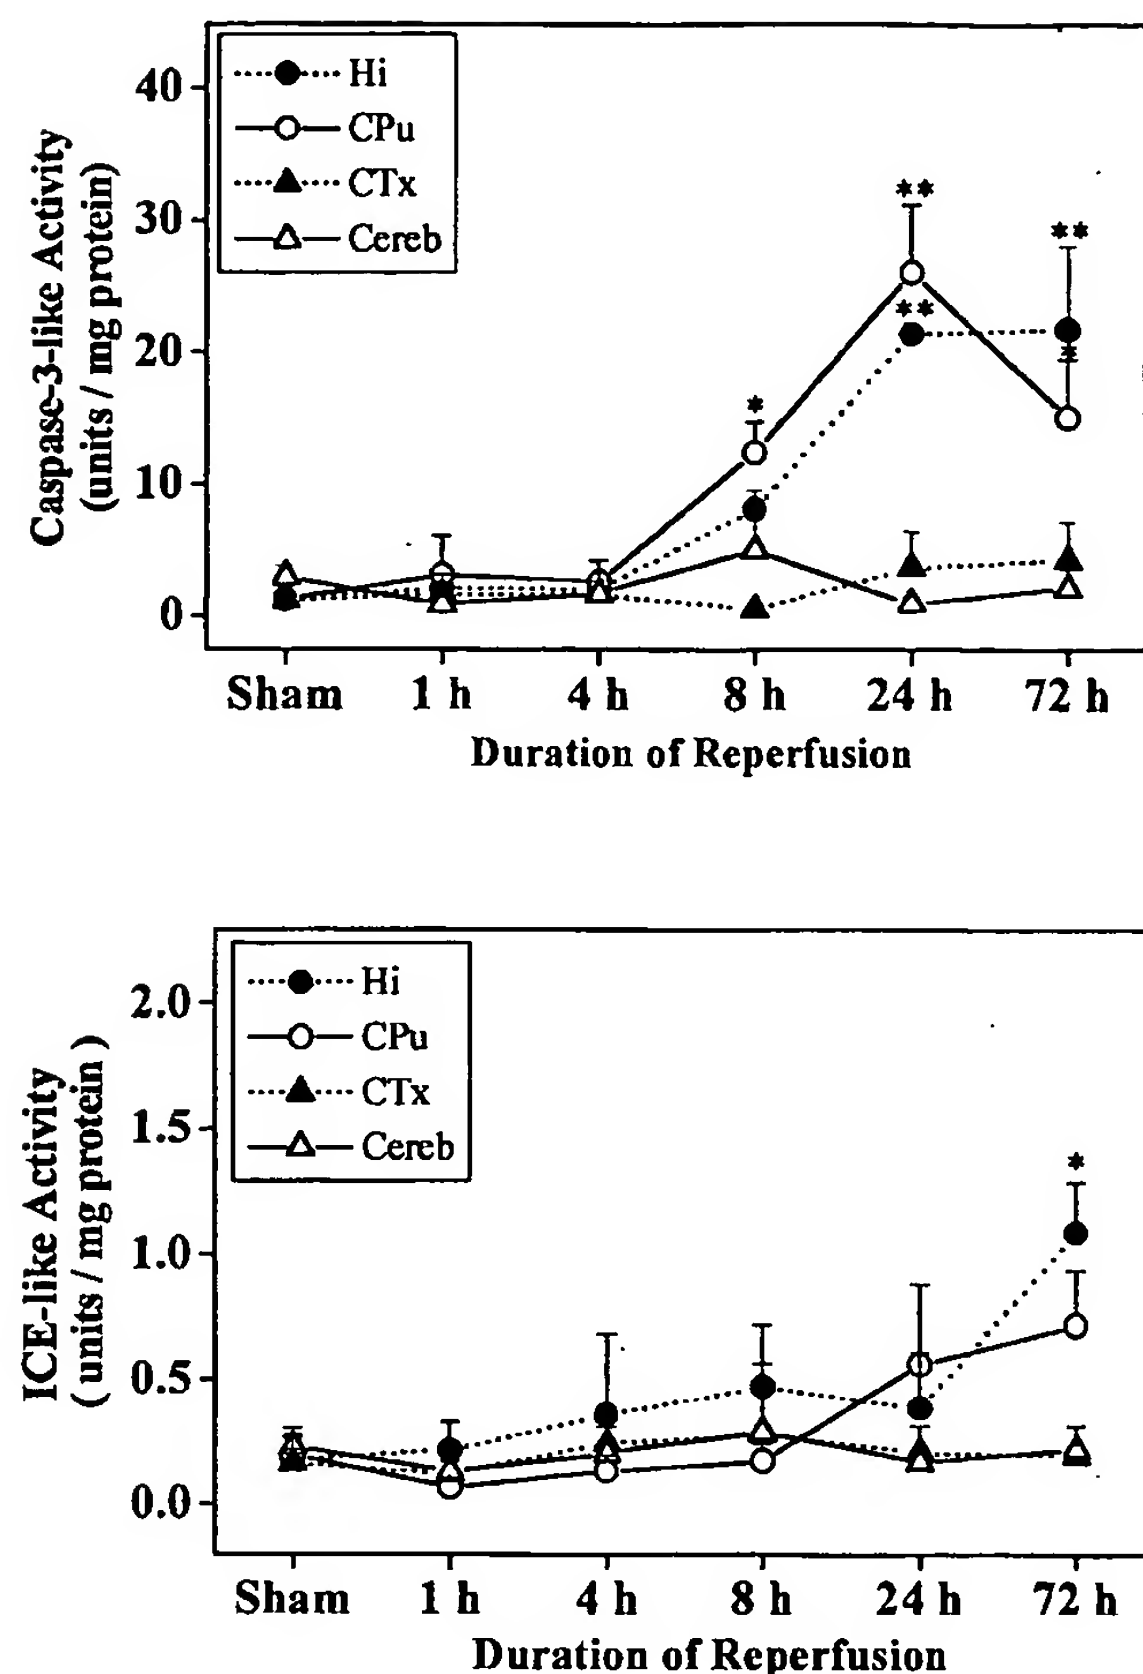 Hi
CPu
CTx
Cereb
40
30
20
10
0
Caspase-3-like Activity
(units / mg protein)
*
**
**
**
*
Sham 1 h 4 h 8 h 24 h 72 h
Duration of Reperfusion
Hi
CPu
CTx
Cereb
2.0
1.5
1.0
0.5
0.0
ICE-like Activity
( units / mg protein )
*
Sham 1 h 4 h 8 h 24 h 72 h
Duration of Reperfusion